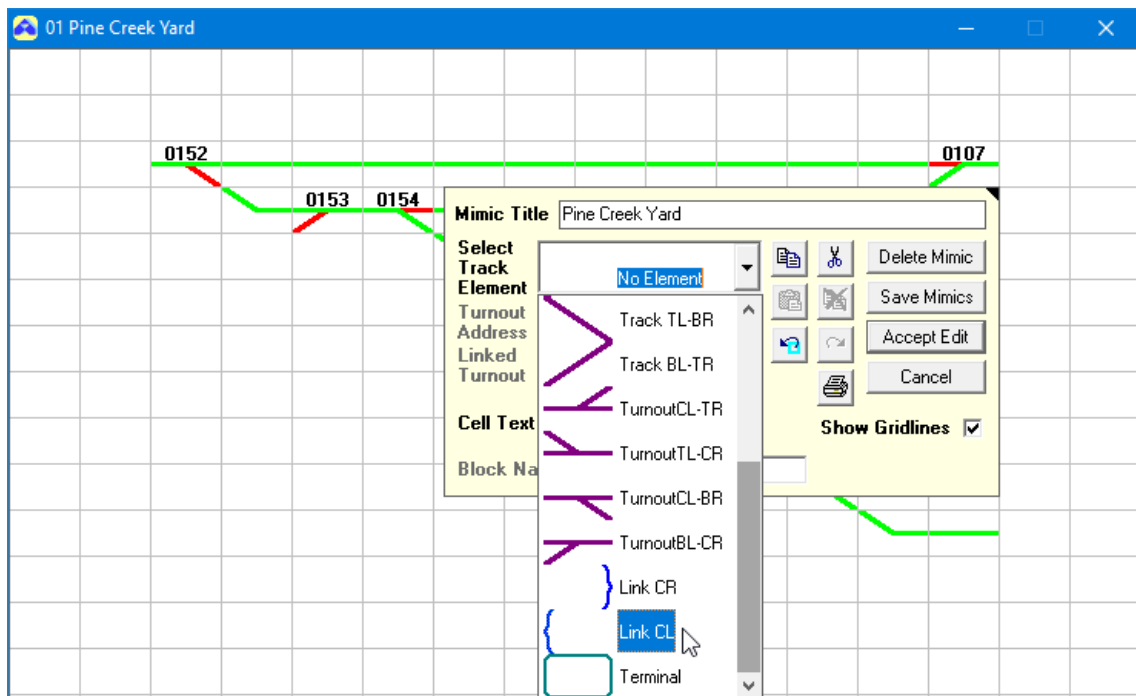 01 Pine Creek Yard
0152
0107
0153
0154
Mimic Title
Pine Creek Yard
Select
Track
Element
No Element
Turnout
Address
Linked
Turnout
Cell Text
Block Na
Track TL-BR
Track BL-TR
TurnoutCL-TR
TurnoutTL-CR
TurnoutCL-BR
TurnoutBL-CR
Link CR
Link CL
Terminal
Delete Mimic
Save Mimics
Accept Edit
Cancel
Show Gridlines